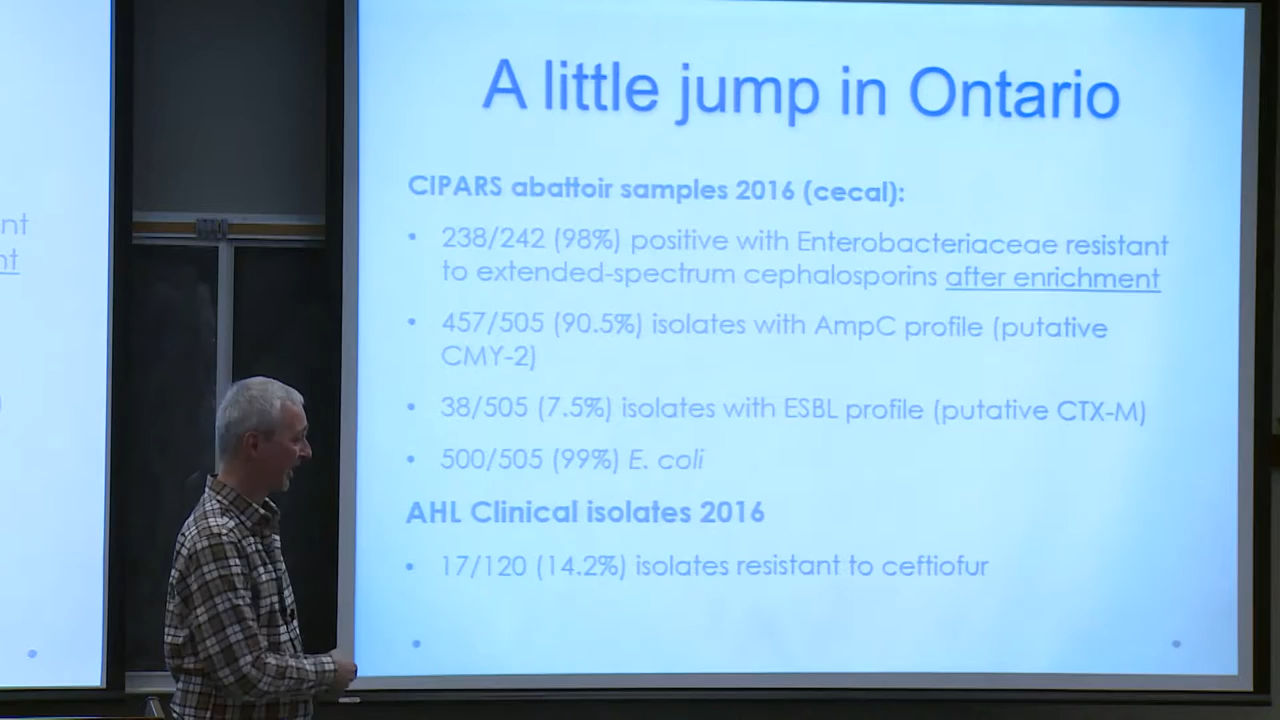 nt
nt
)
A little jump in Ontario
CIPARS abattoir samples 2016 (cecal):
• 238/242 (98%) positive with Enterobacteriaceae resistant
to extended-spectrum cephalosporins after enrichment
• 457/505 (90.5%) isolates with AmpC profile (putative
CMY-2)
• 38/505 (7.5%) isolates with ESBL profile (putative CTX-M)
• 500/505 (99%) E. coli
AHL Clinical isolates 2016
• 17/120 (14.2%) isolates resistant to ceftiofur